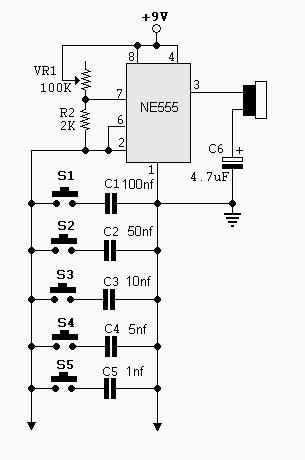 +9V
8
4
VR1
100K
7
3
NE555
R2
2K
6
2
C6
+
4.7uF
1
S1
C1 100nf
S2
C2 50nf
S3
C3 10nf
S4
C4 5nf
S5
C5 1nf